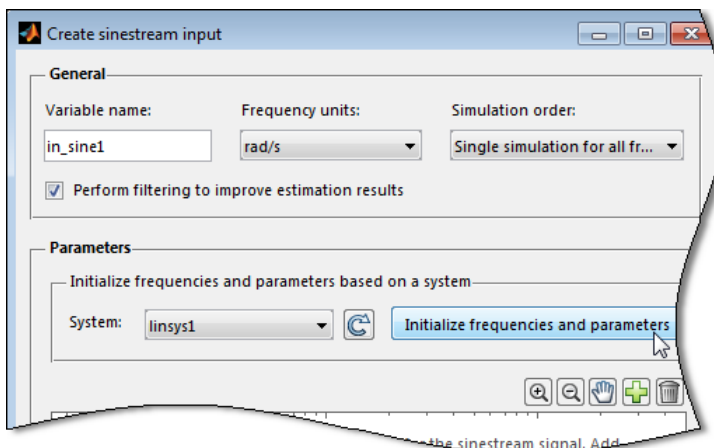 Create sinestream input
General
Variable name: Frequency units: Simulation order:
in_sine1 rad/s Single simulation for all fr...
Perform filtering to improve estimation results
Parameters
Initialize frequencies and parameters based on a system
System: linsys1 Initialize frequencies and parameters
the sinestream signal. Add